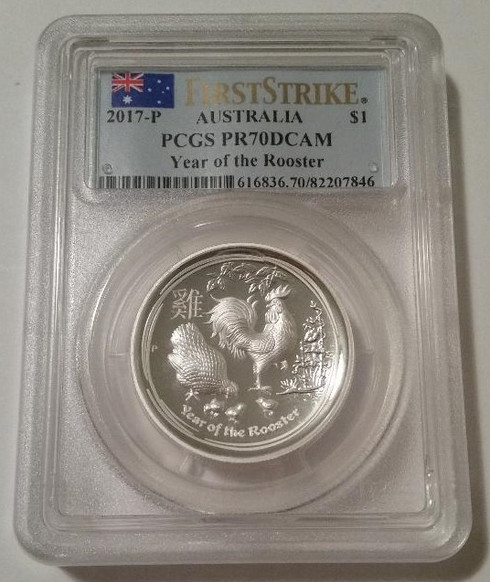 FIRSTSTRIKE®
2017-P AUSTRALIA $1
PCGS PR70DCAM
Year of the Rooster
616836.70/82207846
雞
P
Year of the Rooster